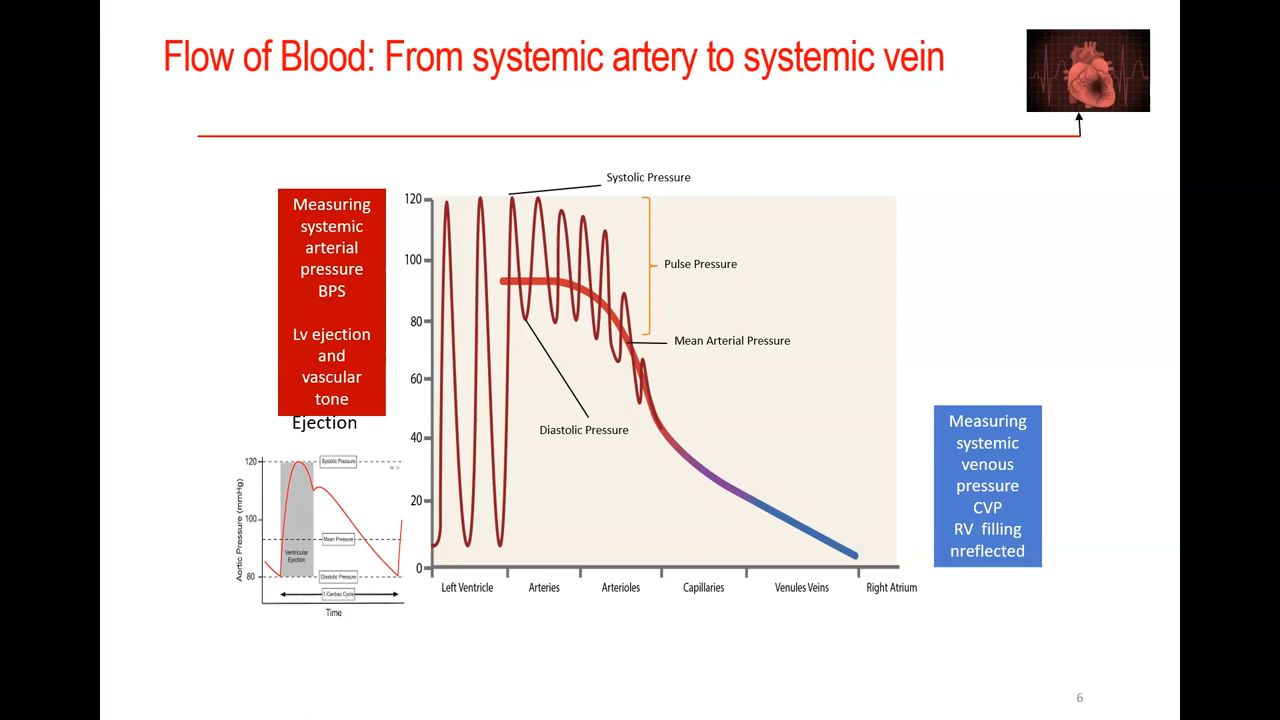 Flow of Blood: From systemic artery to systemic vein
Measuring
systemic
arterial
pressure
BPS
Lv ejection
and
vascular
tone
Ejection
Systolic Pressure
120
100
80
60
40
20
0
Pulse Pressure
Mean Arterial Pressure
Diastolic Pressure
Left Ventricle
Arteries
Arterioles
Capillaries
Venules Veins
Right Atrium
Aortic Pressure (mmHg)
120
100
80
Systolic Pressure
Mean Pressure
Ventricular
Ejection
Diastolic Pressure
1 Cardiac Cycle
Time
Measuring
systemic
venous
pressure
CVP
RV filling
nreflected
6